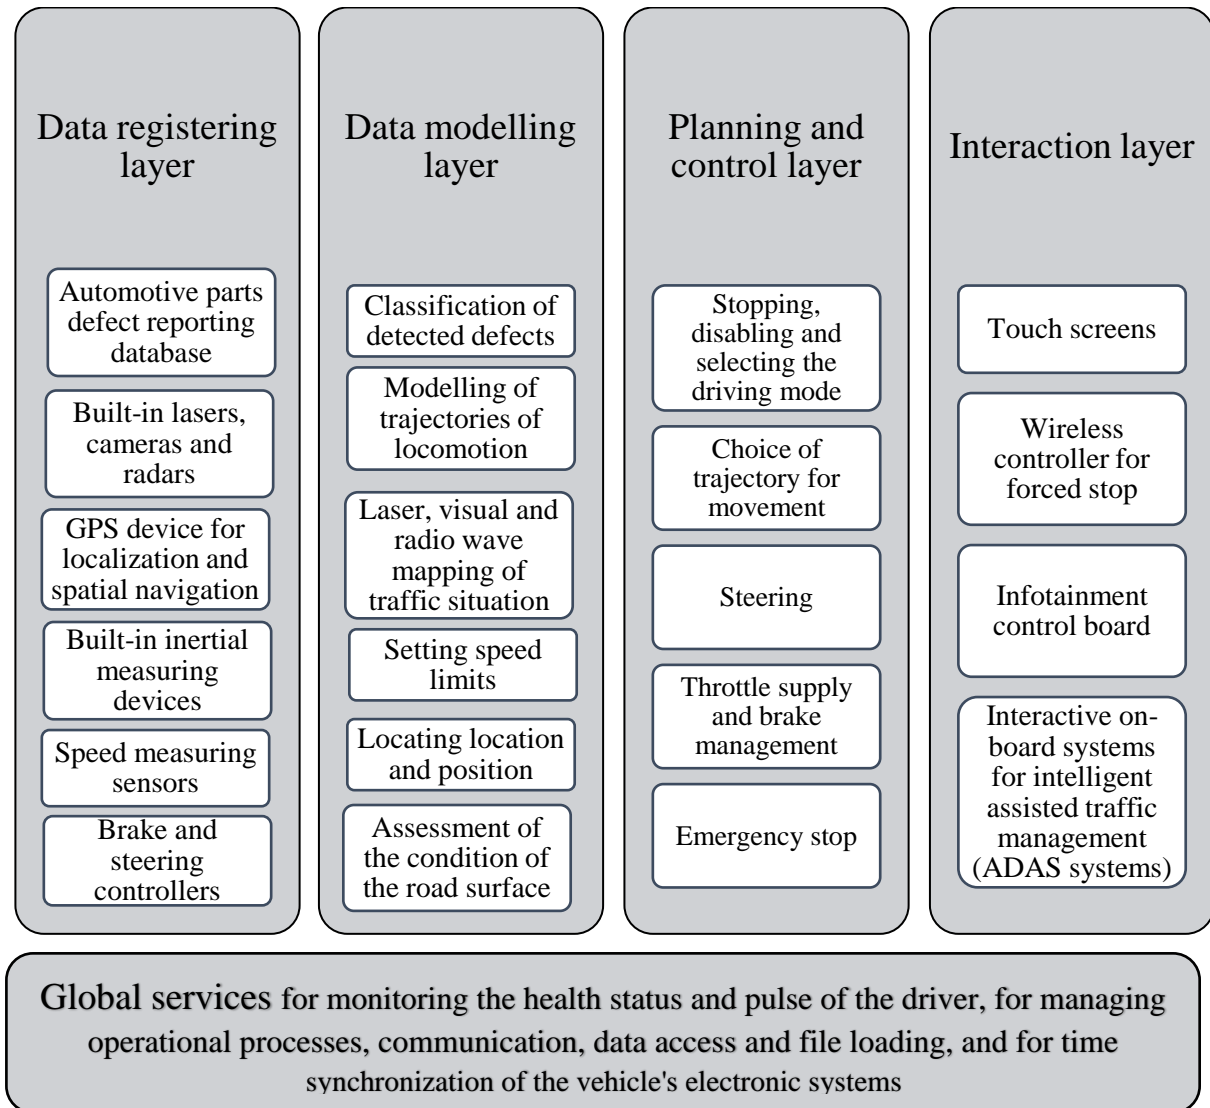 Data registering
layer
Automotive parts
defect reporting
database
Built-in lasers,
cameras and
radars
GPS device for
localization and
spatial navigation
Built-in inertial
measuring
devices
Speed measuring
sensors
Brake and
steering
controllers
Data modelling
layer
Classification of
detected defects
Modelling of
trajectories of
locomotion
Laser, visual and
radio wave
mapping of
traffic situation
Setting speed
limits
Locating location
and position
Assessment of
the condition of
the road surface
Planning and
control layer
Stopping,
disabling and
selecting the
driving mode
Choice of
trajectory for
movement
Steering
Throttle supply
and brake
management
Emergency stop
Interaction layer
Touch screens
Wireless
controller for
forced stop
Infotainment
control board
Interactive on-
board systems
for intelligent
assisted traffic
management
(ADAS systems)
Global services for monitoring the health status and pulse of the driver, for managing
operational processes, communication, data access and file loading, and for time
synchronization of the vehicle's electronic systems